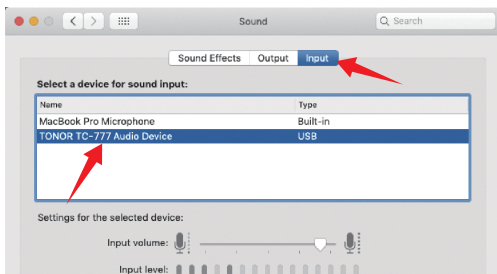 Sound
Search
Sound Effects Output Input
Select a device for sound input:
Name Type
MacBook Pro Microphone Built-in
TONOR TC-777 Audio Device USB
Settings for the selected device:
Input volume:
Input level: